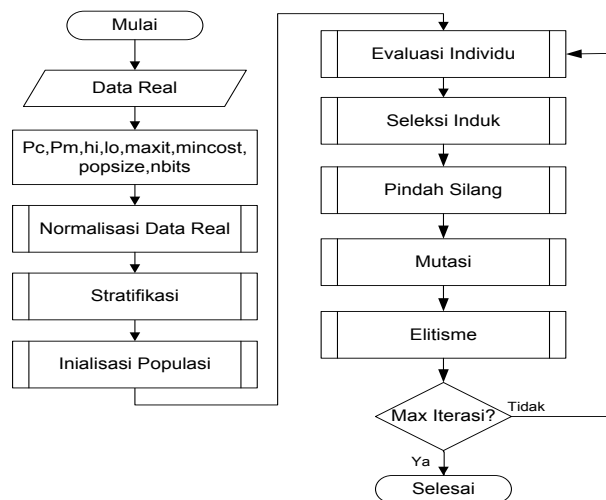 Mulai
Data Real
Pc,Pm,hi,lo,maxit,mincost,
popsize,nbits
Normalisasi Data Real
Stratifikasi
Inialisasi Populasi
Evaluasi Individu
Seleksi Induk
Pindah Silang
Mutasi
Elitisme
Max Iterasi?
Tidak
Ya
Selesai